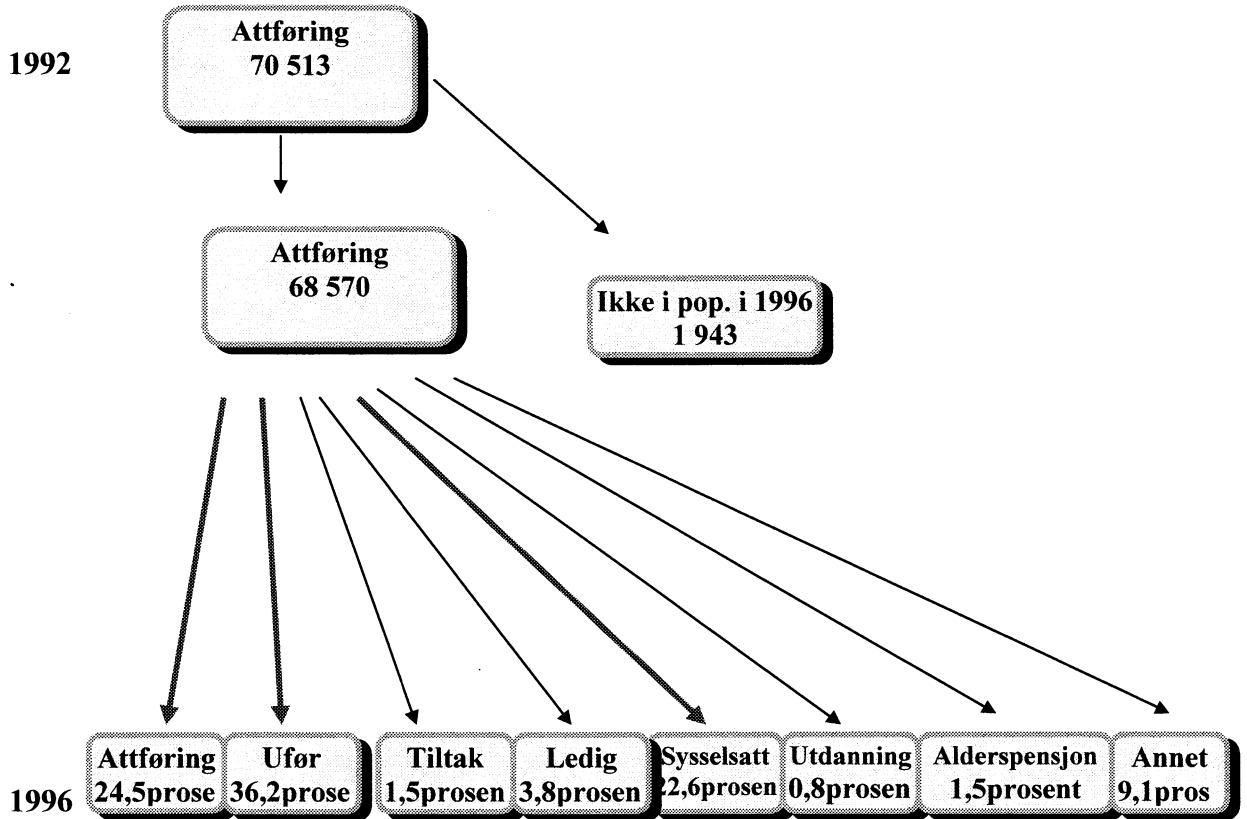 1992
Attføring
70 513
Attføring
68 570
Ikke i pop. i 1996
1 943
1996
Attføring
24,5prose
Ufør
36,2prose
Tiltak
1,5prosen
Ledig
3,8prosen
Sysselsatt
22,6prosen
Utdanning
0,8prosen
Alderspensjon
1,5prosent
Annet
9,1pros